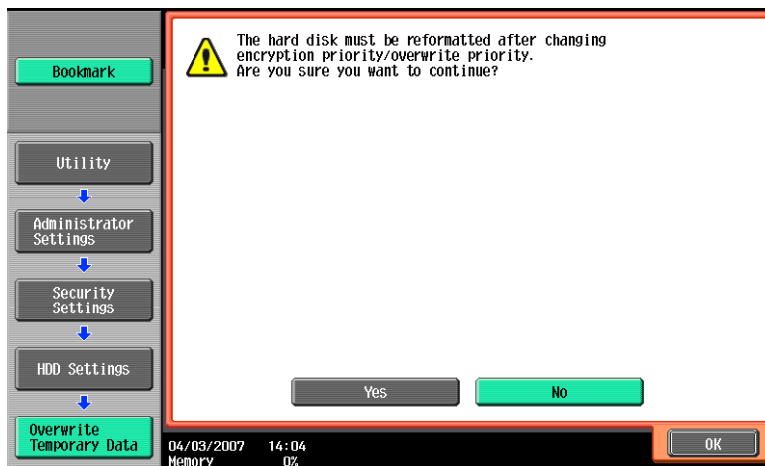 Bookmark
Utility
Administrator
Settings
Security
Settings
HDD Settings
Overwrite
Temporary Data
The hard disk must be reformatted after changing
encryption priority/overwrite priority.
Are you sure you want to continue?
Yes
No
04/03/2007 14:04
Memory 0%
OK